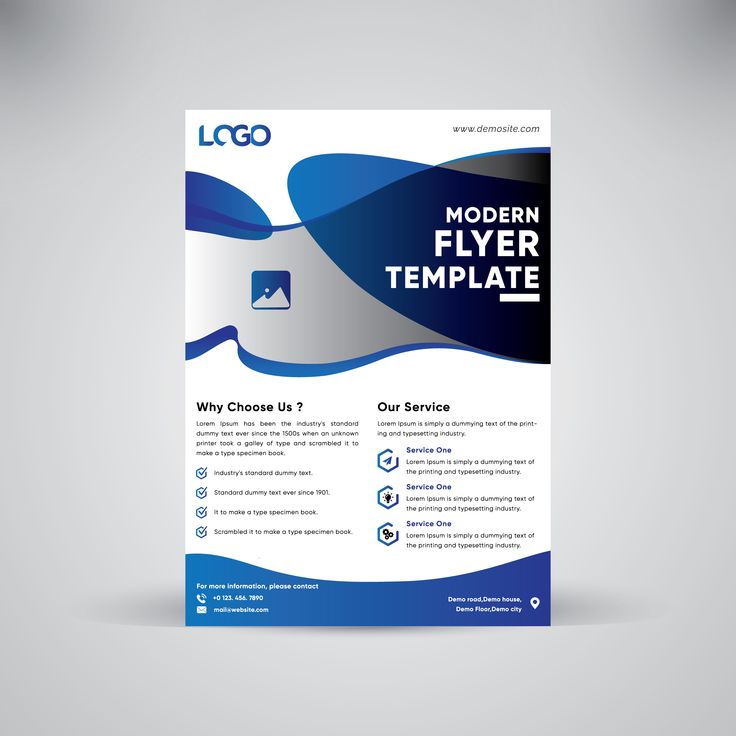 LOGO
www.demosite.com
MODERN
FLYER
TEMPLATE
Why Choose Us ?
Lorem Ipsum has been the industry's standard
dummy text ever since the 1500s when an unknown
printer took a galley of type and scrambled it to
make a type specimen book.
Industry's standard dummy text.
Standard dummy text ever since 1901.
It to make a type specimen book.
Scrambled it to make a type specimen book.
Our Service
Lorem Ipsum is simply a dummying text of the print-
ing and typesetting industry.
Service One
Lorem Ipsum is simply a dummying text of
the printing and typesetting industry.
Service One
Lorem Ipsum is simply a dummying text of
the printing and typesetting industry.
Service One
Lorem Ipsum is simply a dummying text of
the printing and typesetting industry.
For more information, please contact
+0 123. 456. 7890
mail@website.com
Demo road,Demo house,
Demo Floor,Demo city